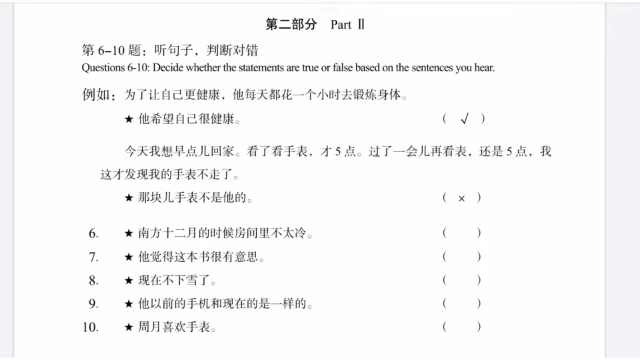 第二部分 Part Ⅱ
第 6-10 题：听句子，判断对错
Questions 6-10: Decide whether the statements are true or false based on the sentences you hear.
例如：为了让自己更健康，他每天都花一个小时去锻炼身体。
★ 他希望自己很健康。 （ √ ）
今天我想早点儿回家。看了看手表，才 5 点。过了一会儿再看表，还是 5 点，我
这才发现我的手表不走了。
★ 那块儿手表不是他的。 （ × ）
6. ★ 南方十二月的时候房间里不太冷。 （ ）
7. ★ 他觉得这本书很有意思。 （ ）
8. ★ 现在不下雪了。 （ ）
9. ★ 他以前的手机和现在的是一样的。 （ ）
10. ★ 周月喜欢手表。 （ ）